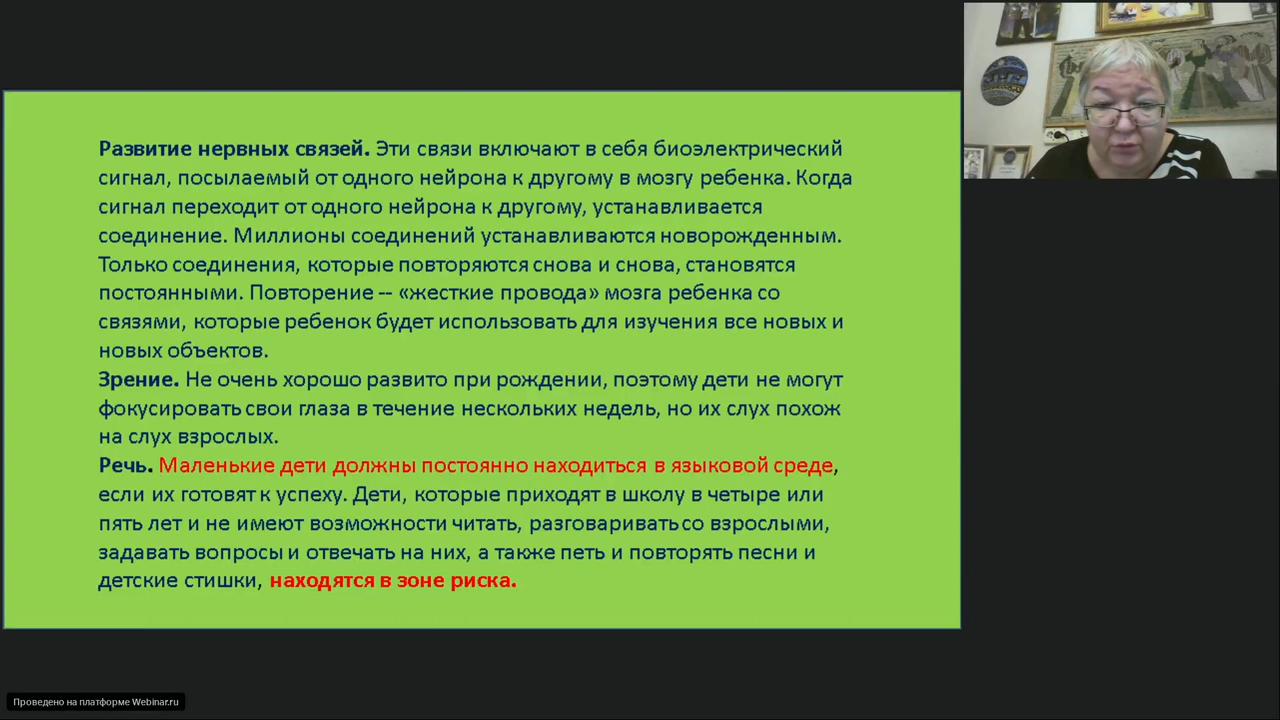 Развитие нервных связей. Эти связи включают в себя биоэлектрический
сигнал, посылаемый от одного нейрона к другому в мозгу ребенка. Когда
сигнал переходит от одного нейрона к другому, устанавливается
соединение. Миллионы соединений устанавливаются новорожденным.
Только соединения, которые повторяются снова и снова, становятся
постоянными. Повторение -- «жесткие провода» мозга ребенка со
связями, которые ребенок будет использовать для изучения все новых и
новых объектов.
Зрение. Не очень хорошо развито при рождении, поэтому дети не могут
фокусировать свои глаза в течение нескольких недель, но их слух похож
на слух взрослых.
Речь. Маленькие дети должны постоянно находиться в языковой среде,
если их готовят к успеху. Дети, которые приходят в школу в четыре или
пять лет и не имеют возможности читать, разговаривать со взрослыми,
задавать вопросы и отвечать на них, а также петь и повторять песни и
детские стишки, находятся в зоне риска.
Проведено на платформе Webinar.ru